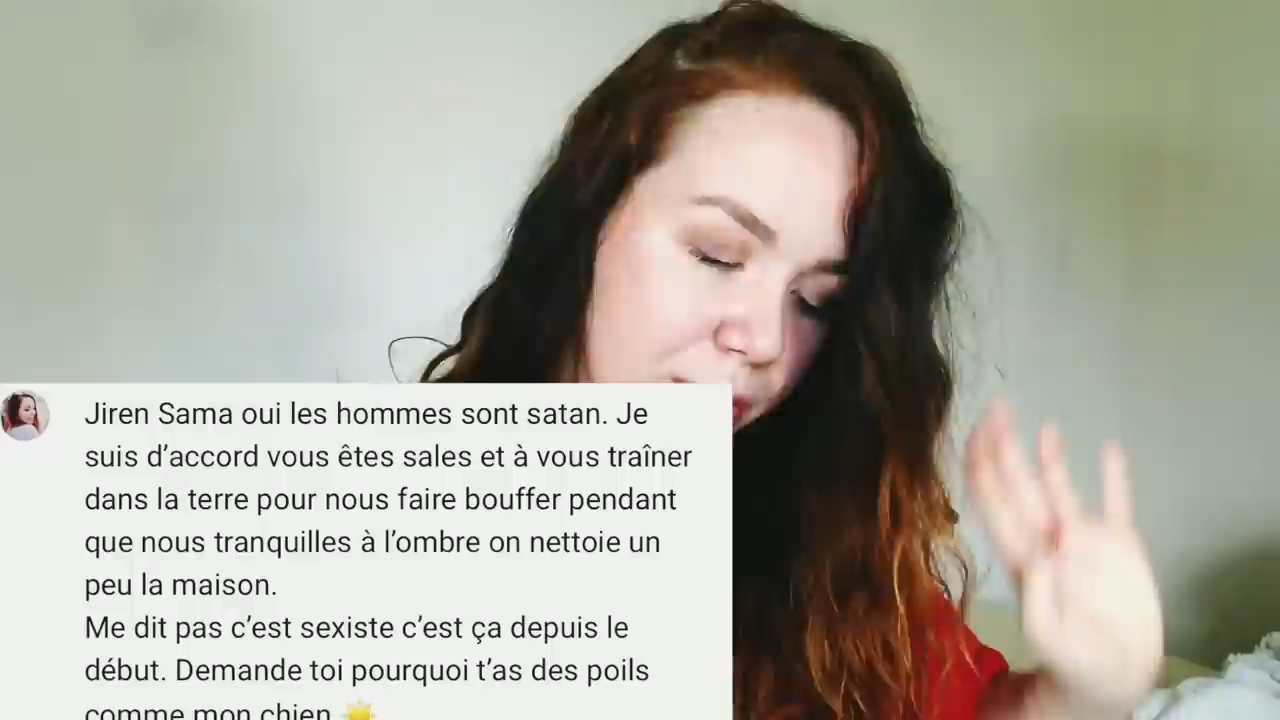 Jiren Sama oui les hommes sont satan. Je
suis d’accord vous êtes sales et à vous traîner
dans la terre pour nous faire bouffer pendant
que nous tranquilles à l’ombre on nettoie un
peu la maison.
Me dit pas c’est sexiste c’est ça depuis le
début. Demande toi pourquoi t’as des poils
comme mon chien ☀️